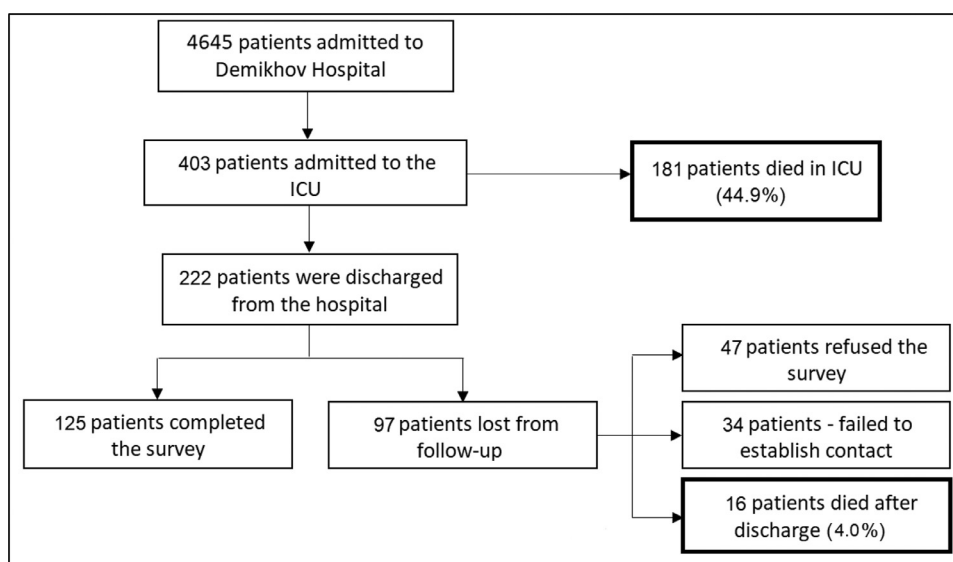 4645 patients admitted to
Demikhov Hospital
403 patients admitted to the
ICU
181 patients died in ICU
(44.9%)
222 patients were discharged
from the hospital
125 patients completed
the survey
97 patients lost from
follow-up
47 patients refused the
survey
34 patients - failed to
establish contact
16 patients died after
discharge (4.0%)